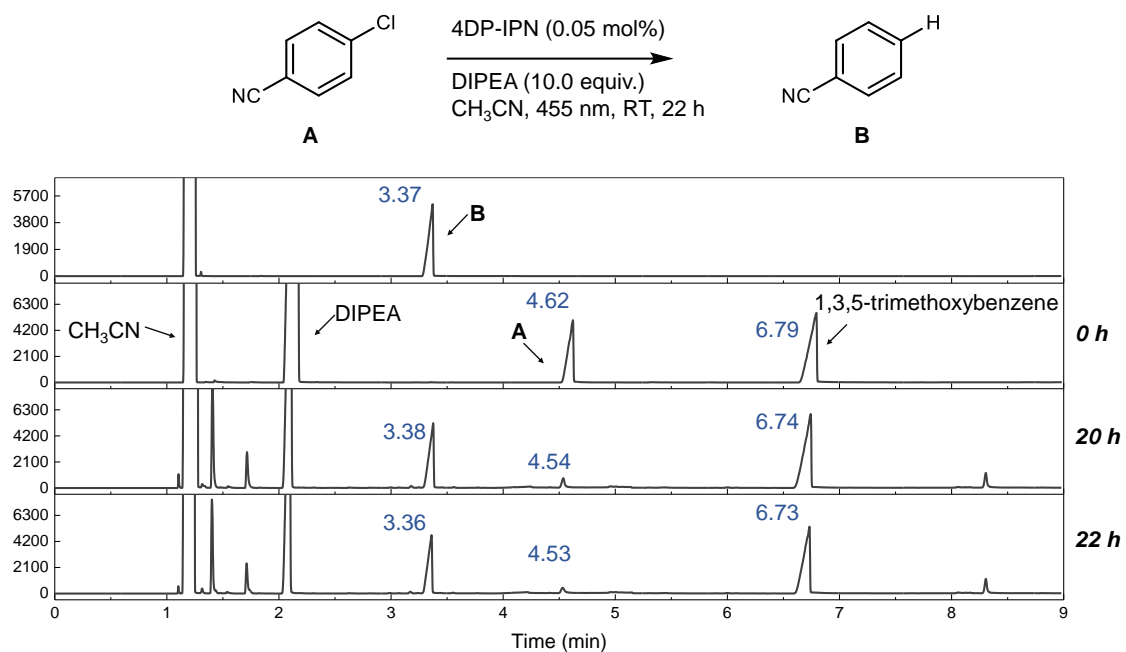 Cl
NC
A
4DP-IPN (0.05 mol%)
DIPEA (10.0 equiv.)
CH₃CN, 455 nm, RT, 22 h
H
NC
B
5700
3800
1900
0
3.37
B
6300
4200
2100
0
CH₃CN
DIPEA
4.62
A
6.79
1,3,5-trimethoxybenzene
0 h
6300
4200
2100
0
3.38
4.54
6.74
20 h
6300
4200
2100
0
3.36
4.53
6.73
22 h
0 1 2 3 4 5 6 7 8 9
Time (min)